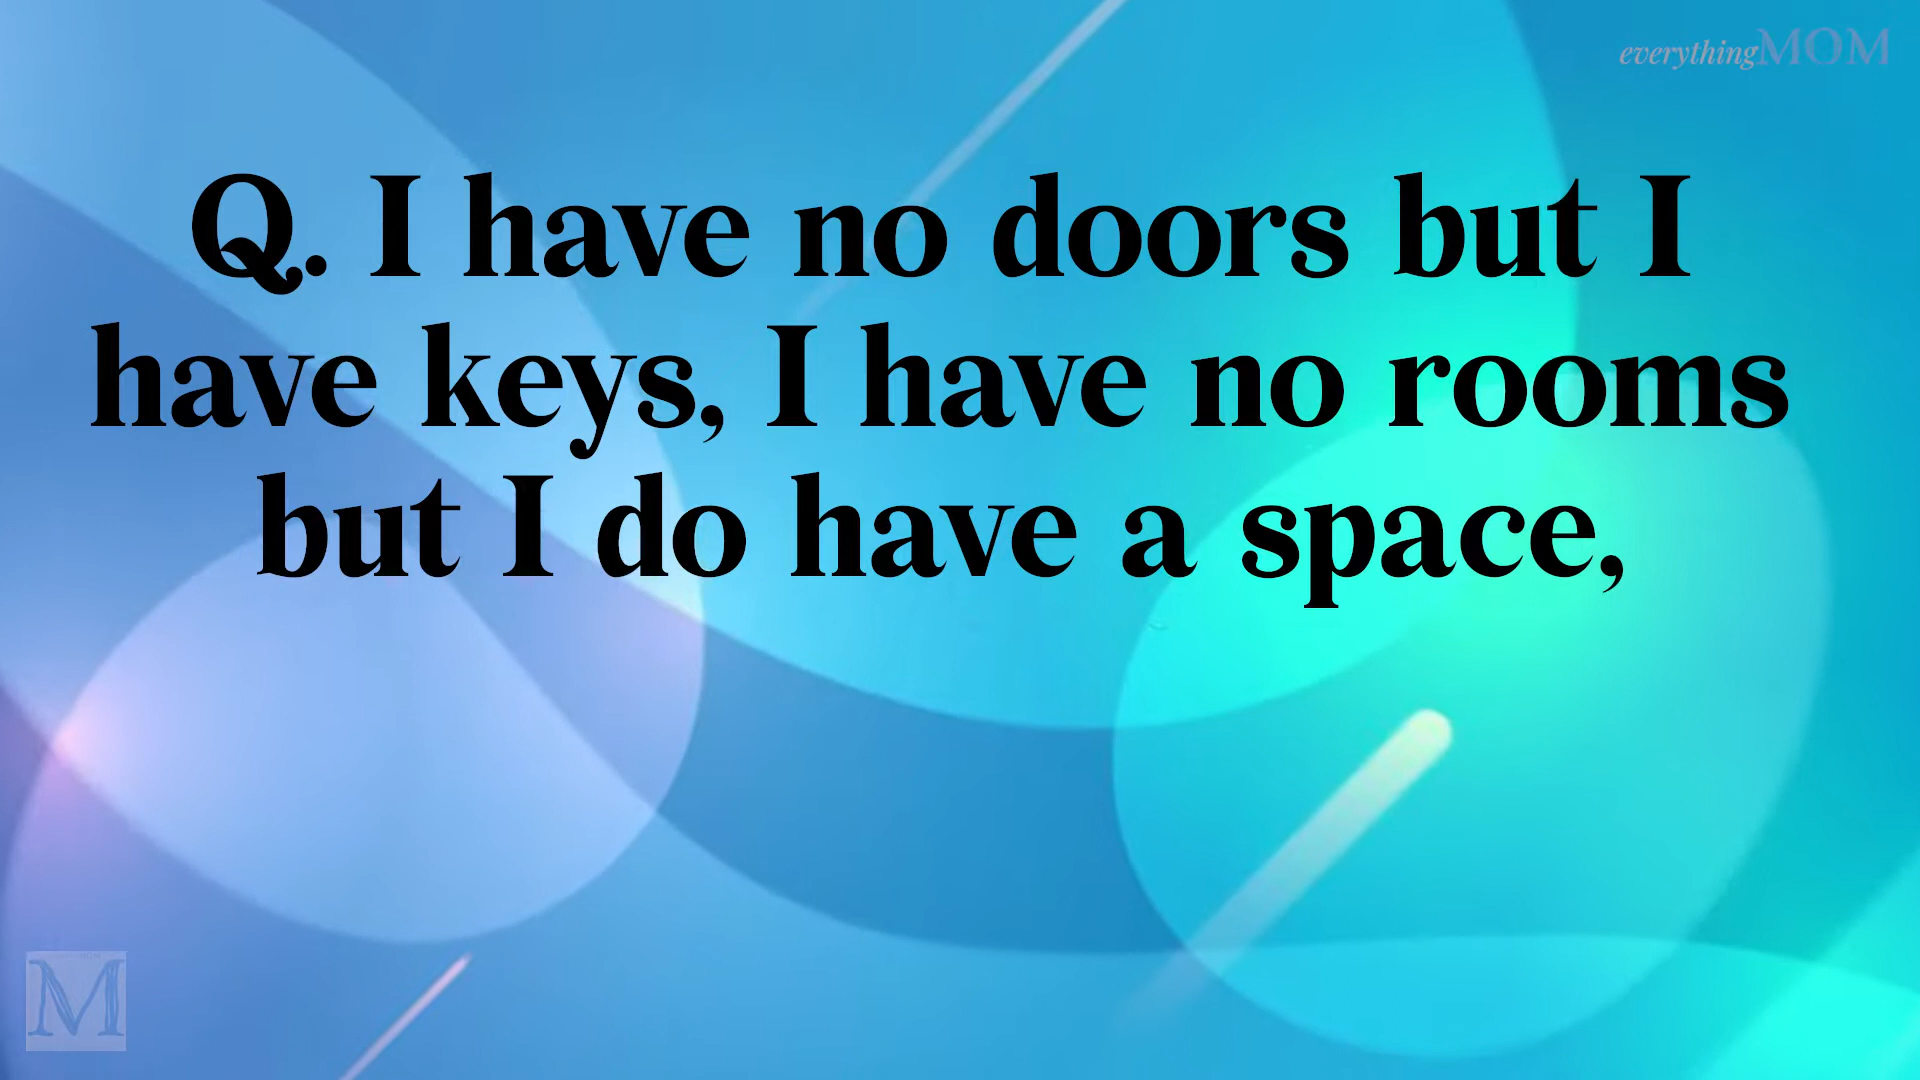 everythingMOM
Q. I have no doors but I
have keys, I have no rooms
but I do have a space,
M